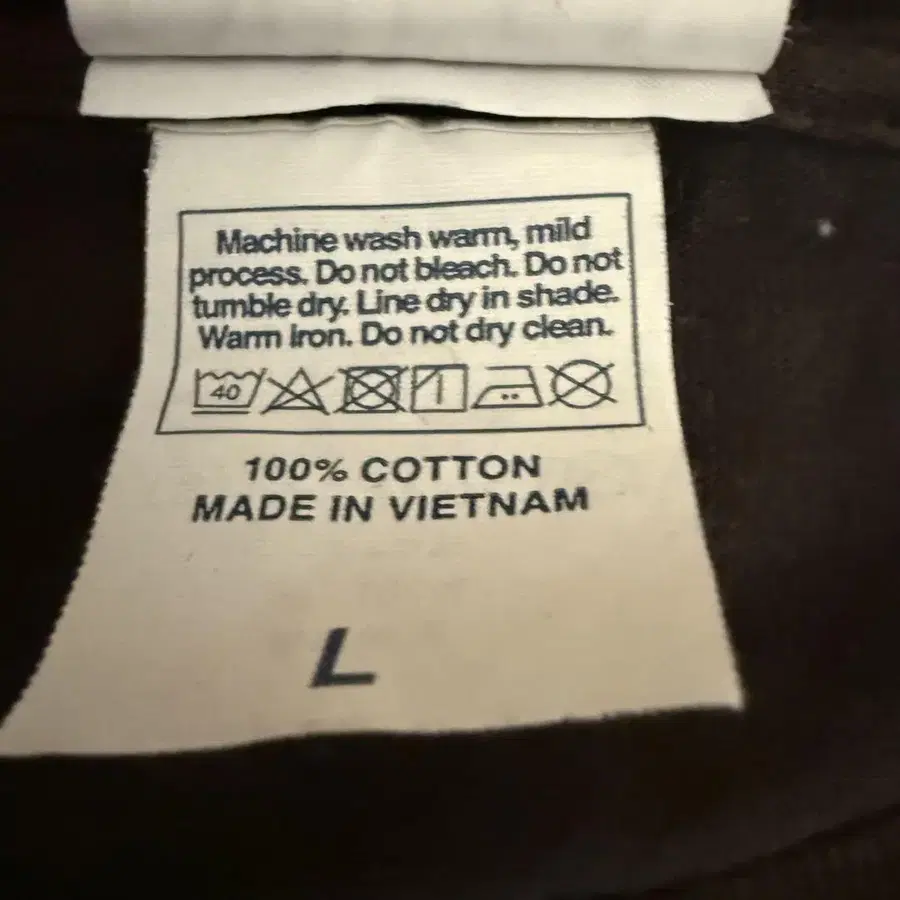 Machine wash warm, mild
process. Do not bleach. Do not
tumble dry. Line dry in shade.
Warm Iron. Do not dry clean.
40
100% COTTON
MADE IN VIETNAM
L